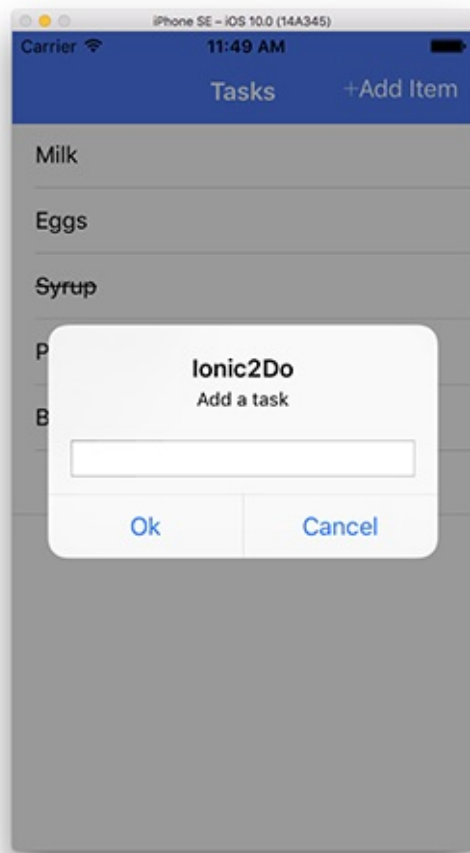 iPhone SE – iOS 10.0 (14A345)
Carrier 11:49 AM
Tasks +Add Item
Milk
Eggs
Syrup
P
B
Ionic2Do
Add a task
Ok Cancel